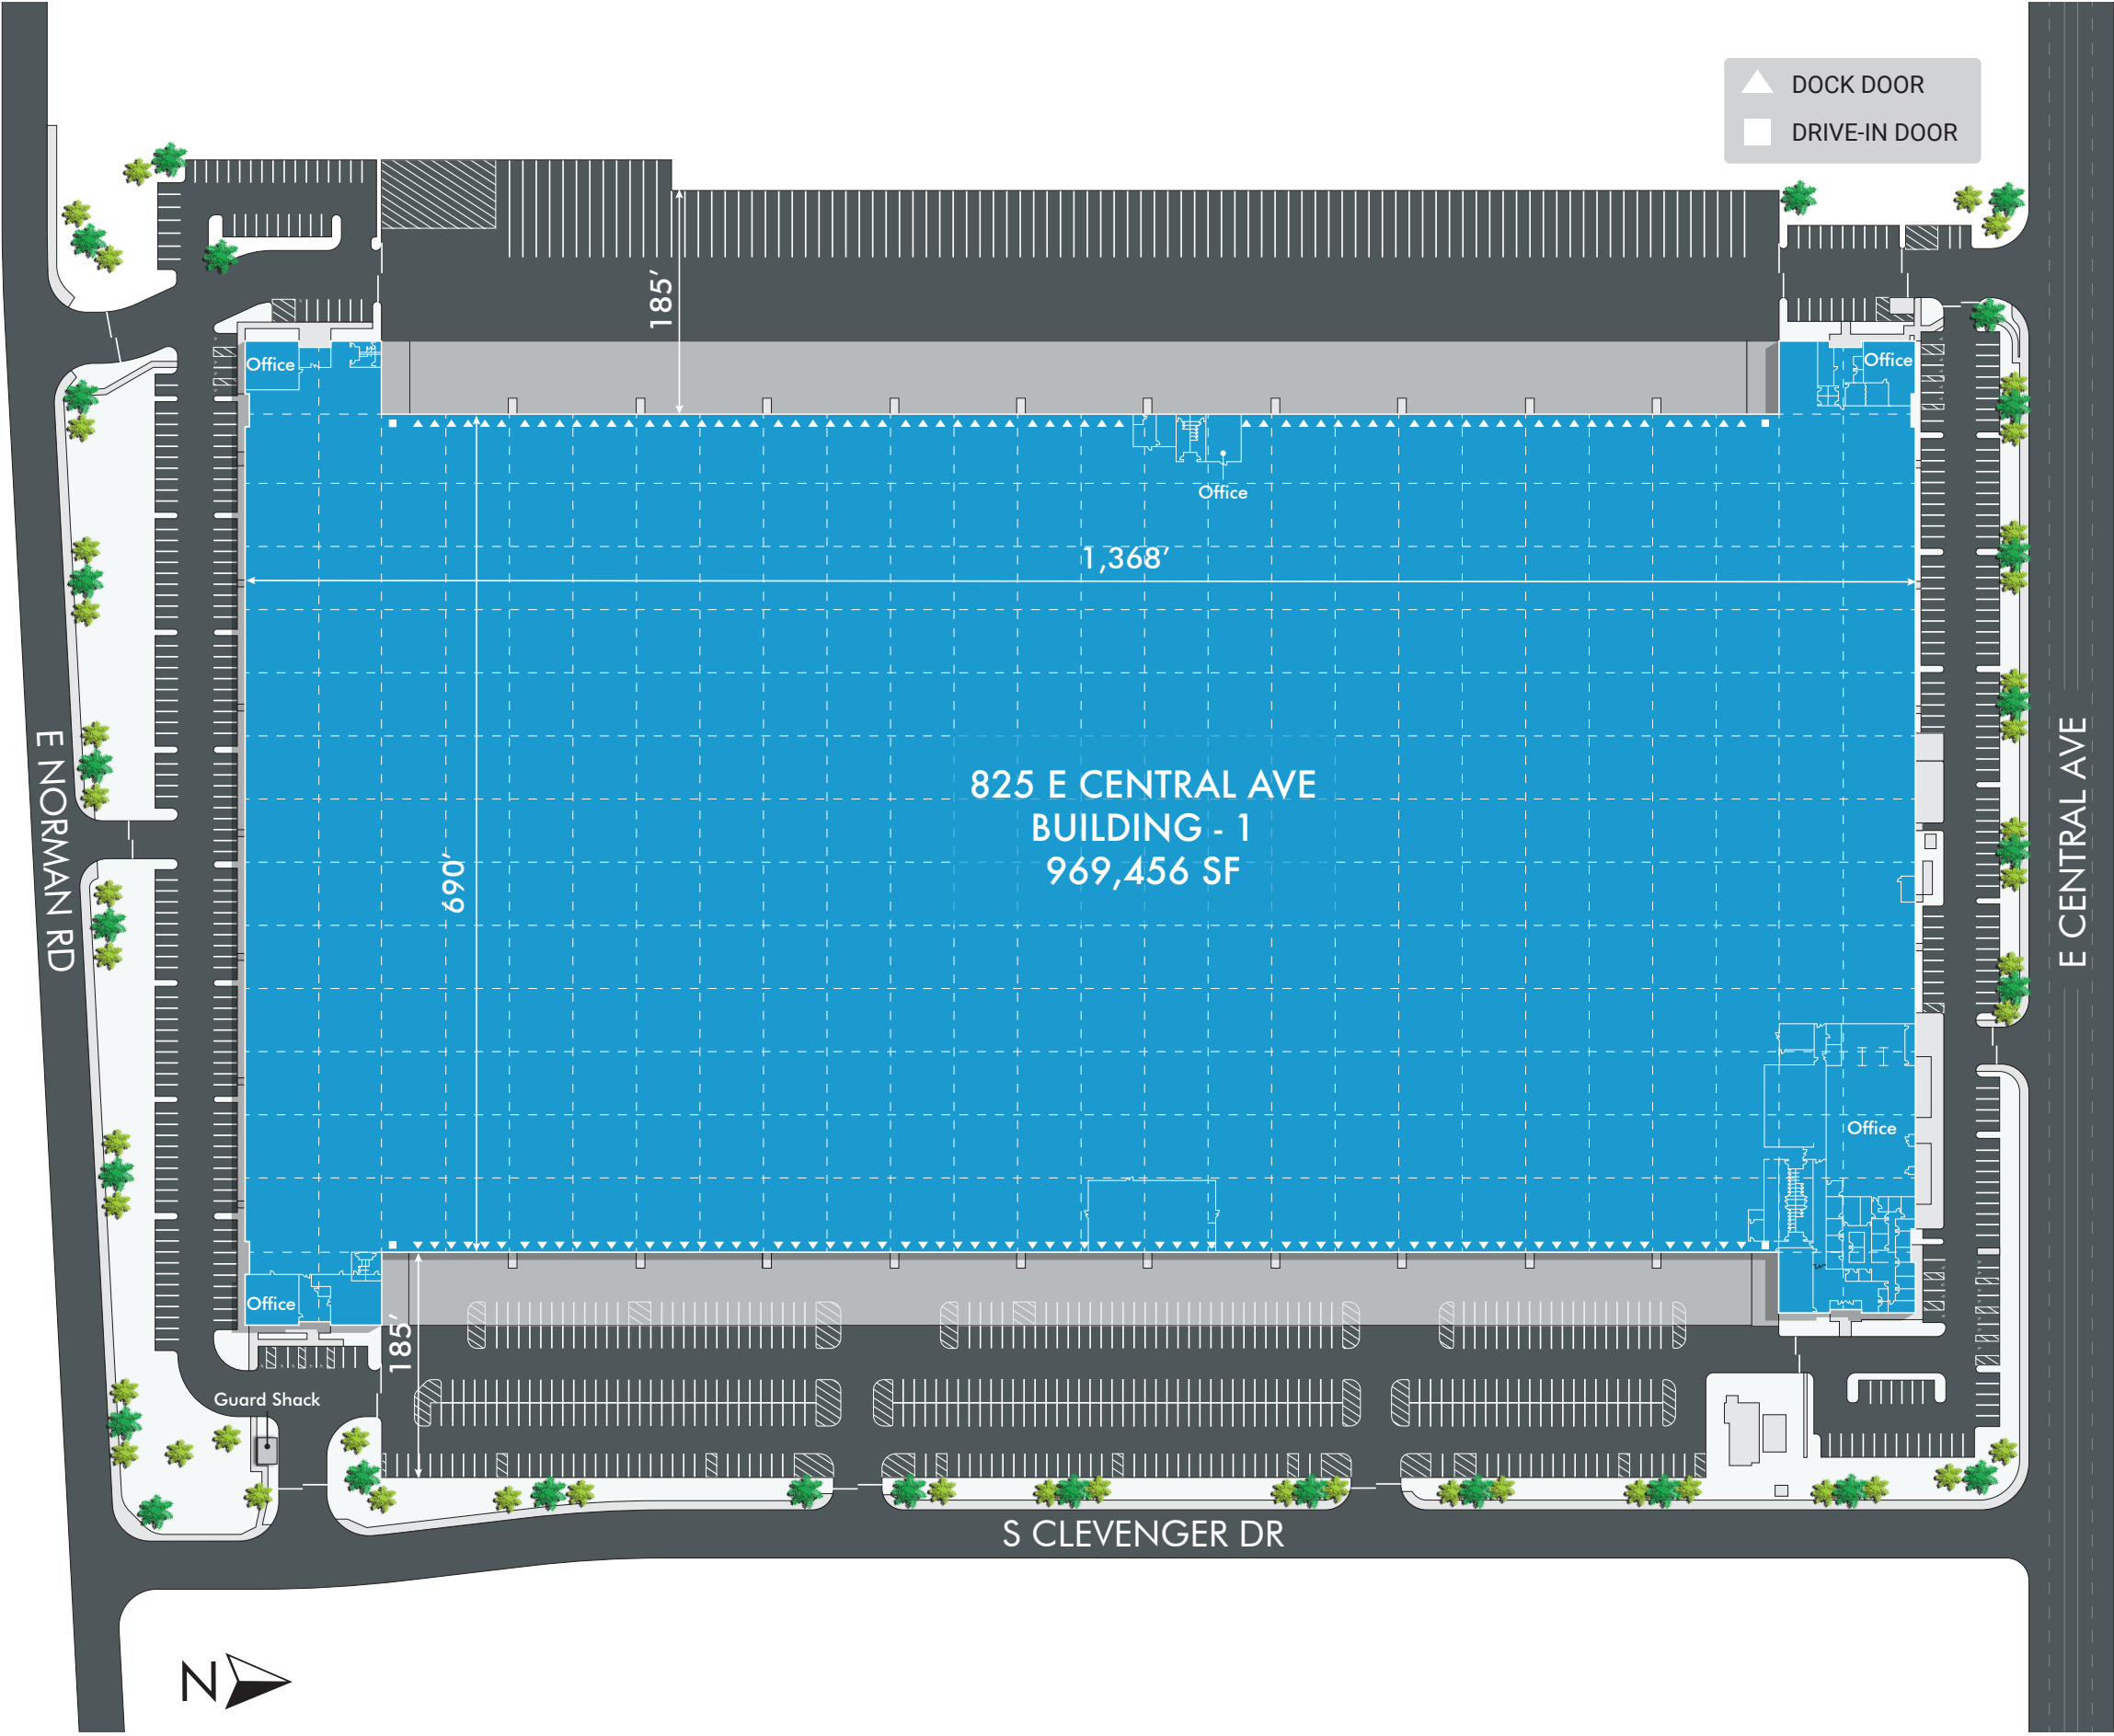 DOCK DOOR
DRIVE-IN DOOR
185’
Office
Office
Office
1,368’
825 E CENTRAL AVE
BUILDING - 1
969,456 SF
690’
E NORMAN RD
E CENTRAL AVE
Office
Office
185’
Guard Shack
S CLEVENGER DR
N